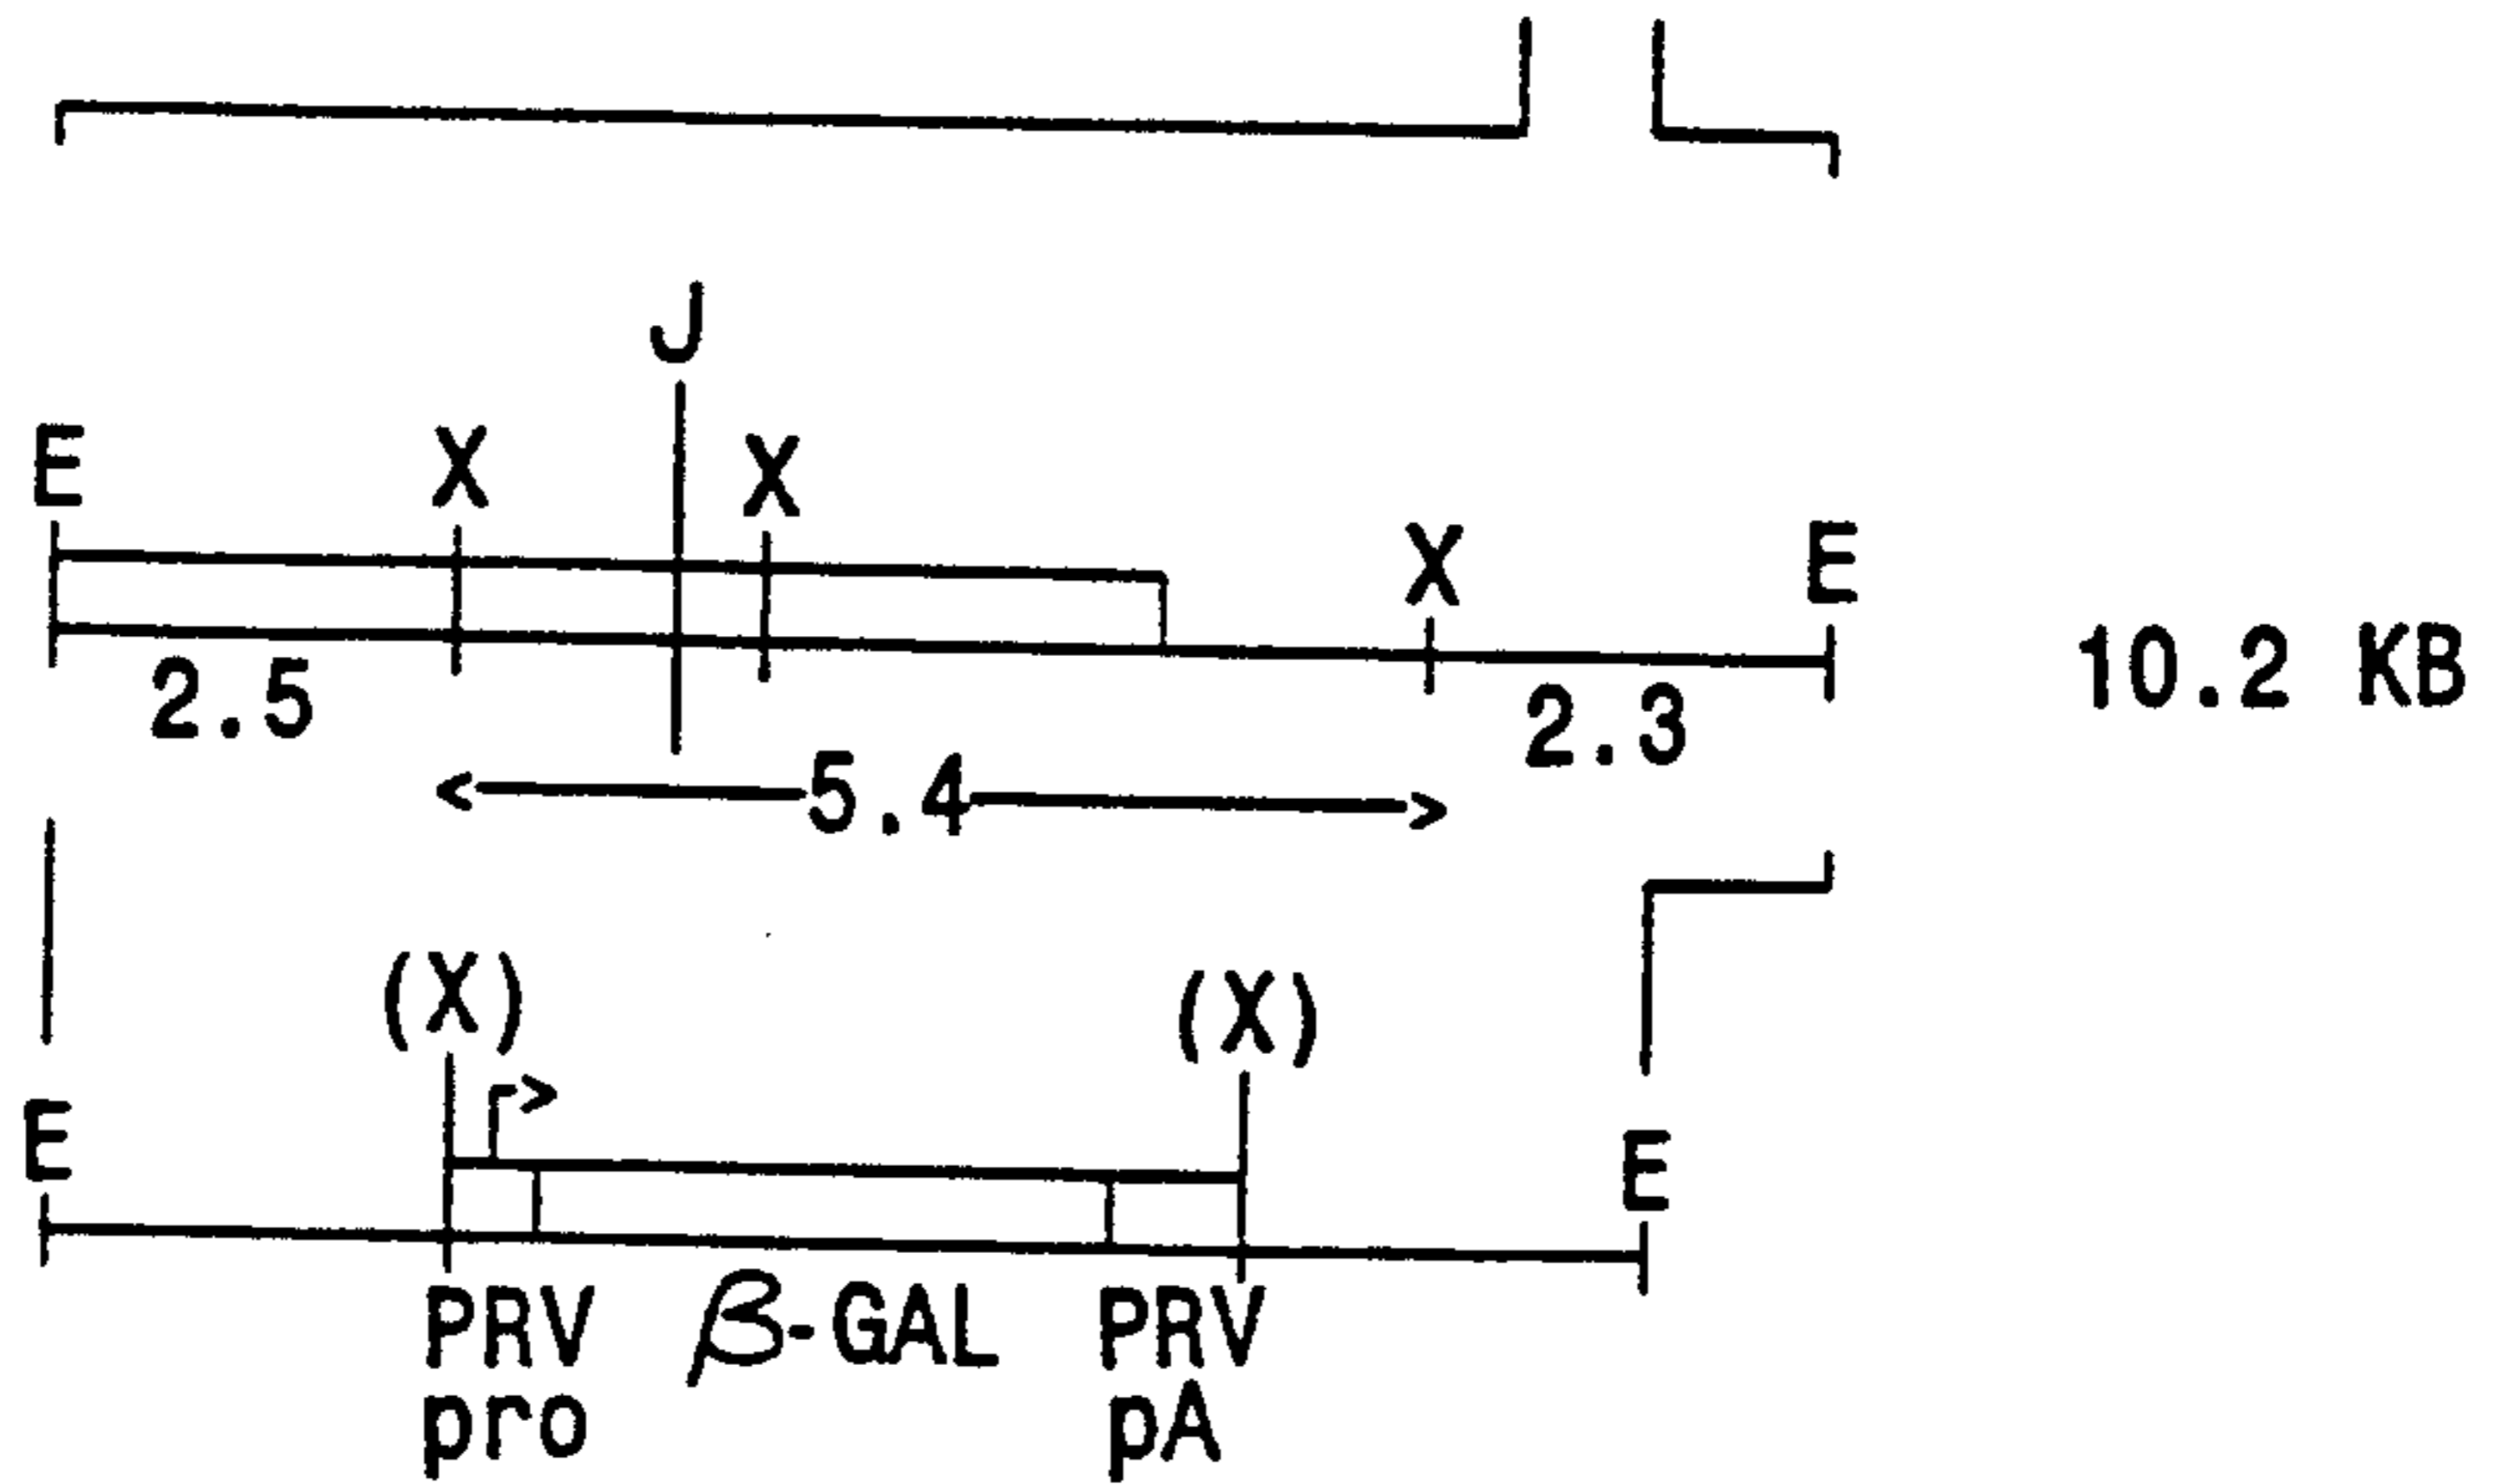 J
E X X X E
2.5 2.3 10.2 KB
<-5.4->
(X) (X)
E E
PRV β-GAL PRV
pro pA